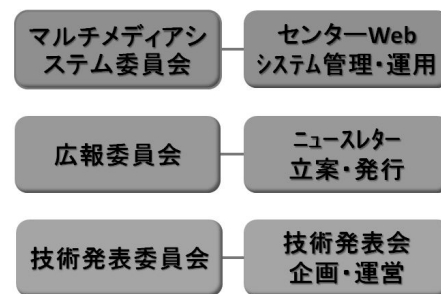 マルチメディアシ
ステム委員会
センターWeb
システム管理・運用
広報委員会
ニュースレター
立案・発行
技術発表委員会
技術発表会
企画・運営